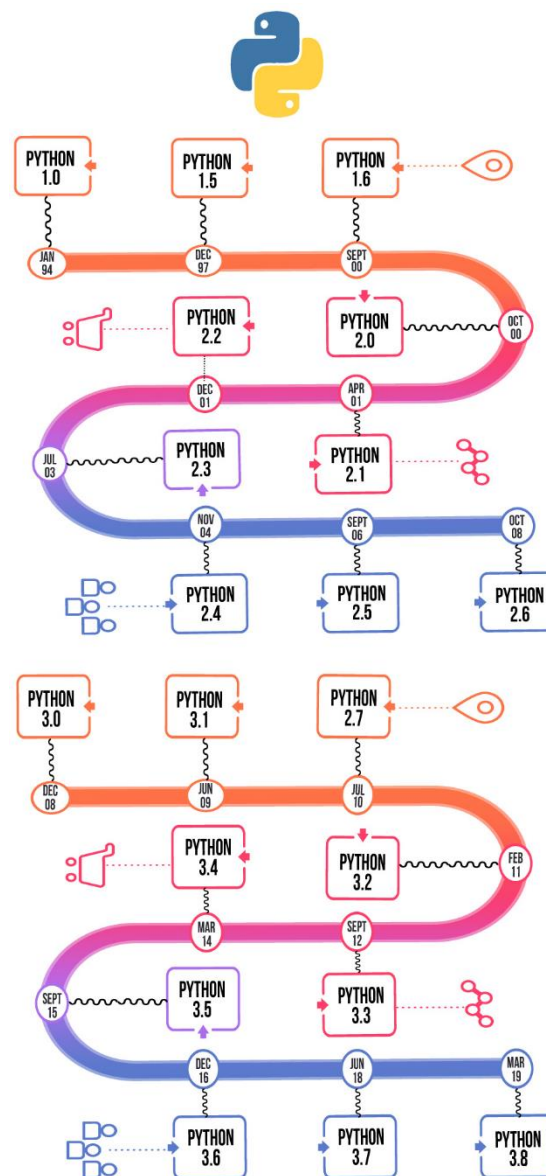 PYTHON
1.0
PYTHON
1.5
PYTHON
1.6
JAN
94
DEC
97
SEPT
00
PYTHON
2.2
PYTHON
2.0
OCT
00
DEC
01
APR
01
JUL
03
PYTHON
2.3
PYTHON
2.1
NOV
04
SEPT
06
OCT
08
PYTHON
2.4
PYTHON
2.5
PYTHON
2.6
PYTHON
3.0
PYTHON
3.1
PYTHON
2.7
DEC
08
JUN
09
JUL
10
PYTHON
3.4
PYTHON
3.2
FEB
11
MAR
14
SEPT
12
SEPT
15
PYTHON
3.5
PYTHON
3.3
DEC
16
JUN
18
MAR
19
PYTHON
3.6
PYTHON
3.7
PYTHON
3.8